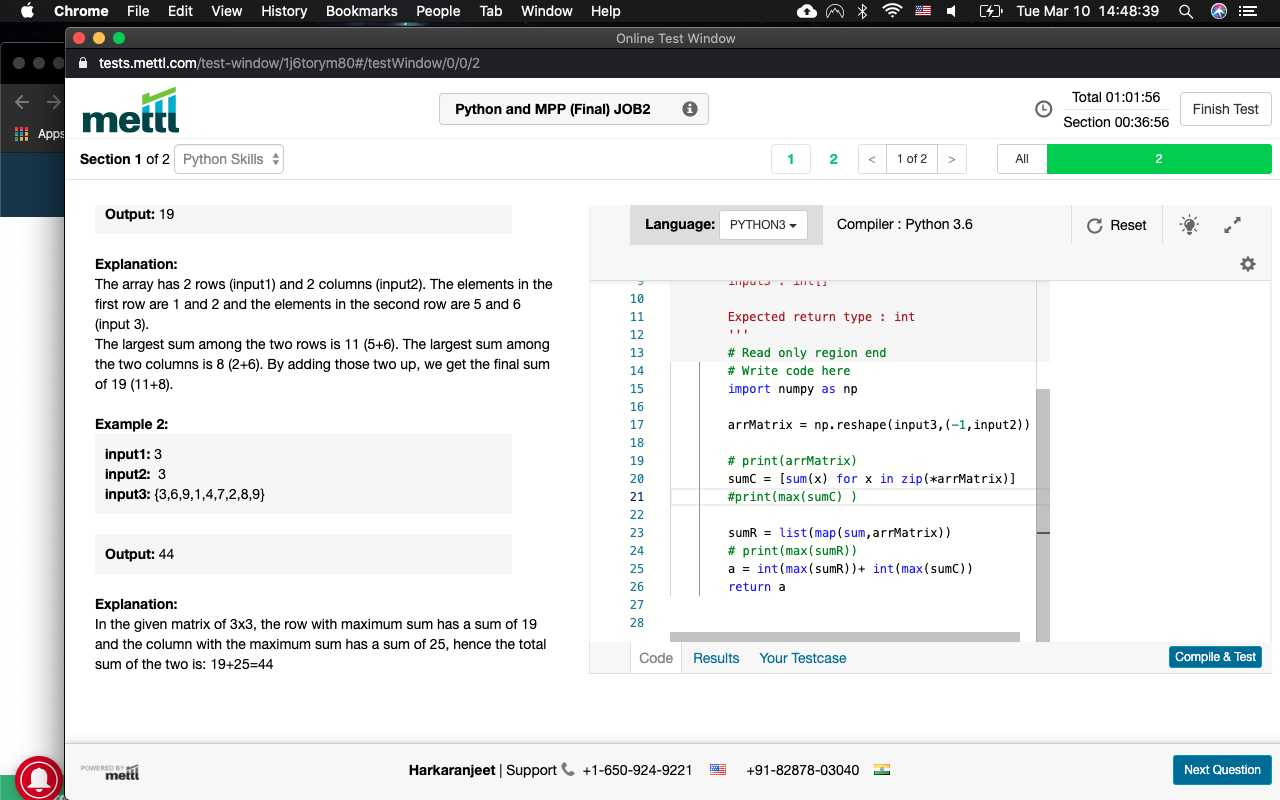 Chrome File Edit View History Bookmarks People Tab Window Help Tue Mar 10 14:48:39
Online Test Window
tests.mettl.com/test-window/1j6torym80#/testWindow/0/0/2
Apps
mettl
Python and MPP (Final) JOB2
Total 01:01:56
Section 00:36:56
Finish Test
Section 1 of 2 Python Skills 1 2 < 1 of 2 > All 2
Output: 19
Explanation:
The array has 2 rows (input1) and 2 columns (input2). The elements in the
first row are 1 and 2 and the elements in the second row are 5 and 6
(input 3).
The largest sum among the two rows is 11 (5+6). The largest sum among
the two columns is 8 (2+6). By adding those two up, we get the final sum
of 19 (11+8).
Example 2:
input1: 3
input2: 3
input3: {3,6,9,1,4,7,2,8,9}
Output: 44
Explanation:
In the given matrix of 3x3, the row with maximum sum has a sum of 19
and the column with the maximum sum has a sum of 25, hence the total
sum of the two is: 19+25=44
Language: PYTHON3 Compiler : Python 3.6 Reset
9 input3 : int[]
10
11 Expected return type : int
12 '''
13 # Read only region end
14 # Write code here
15 import numpy as np
16
17 arrMatrix = np.reshape(input3,(-1,input2))
18
19 # print(arrMatrix)
20 sumC = [sum(x) for x in zip(*arrMatrix)]
21 #print(max(sumC) )
22
23 sumR = list(map(sum,arrMatrix))
24 # print(max(sumR))
25 a = int(max(sumR))+ int(max(sumC))
26 return a
27
28
Code Results Your Testcase Compile & Test
POWERED BY mettl
Harkaranjeet | Support +1-650-924-9221 +91-82878-03040
Next Question